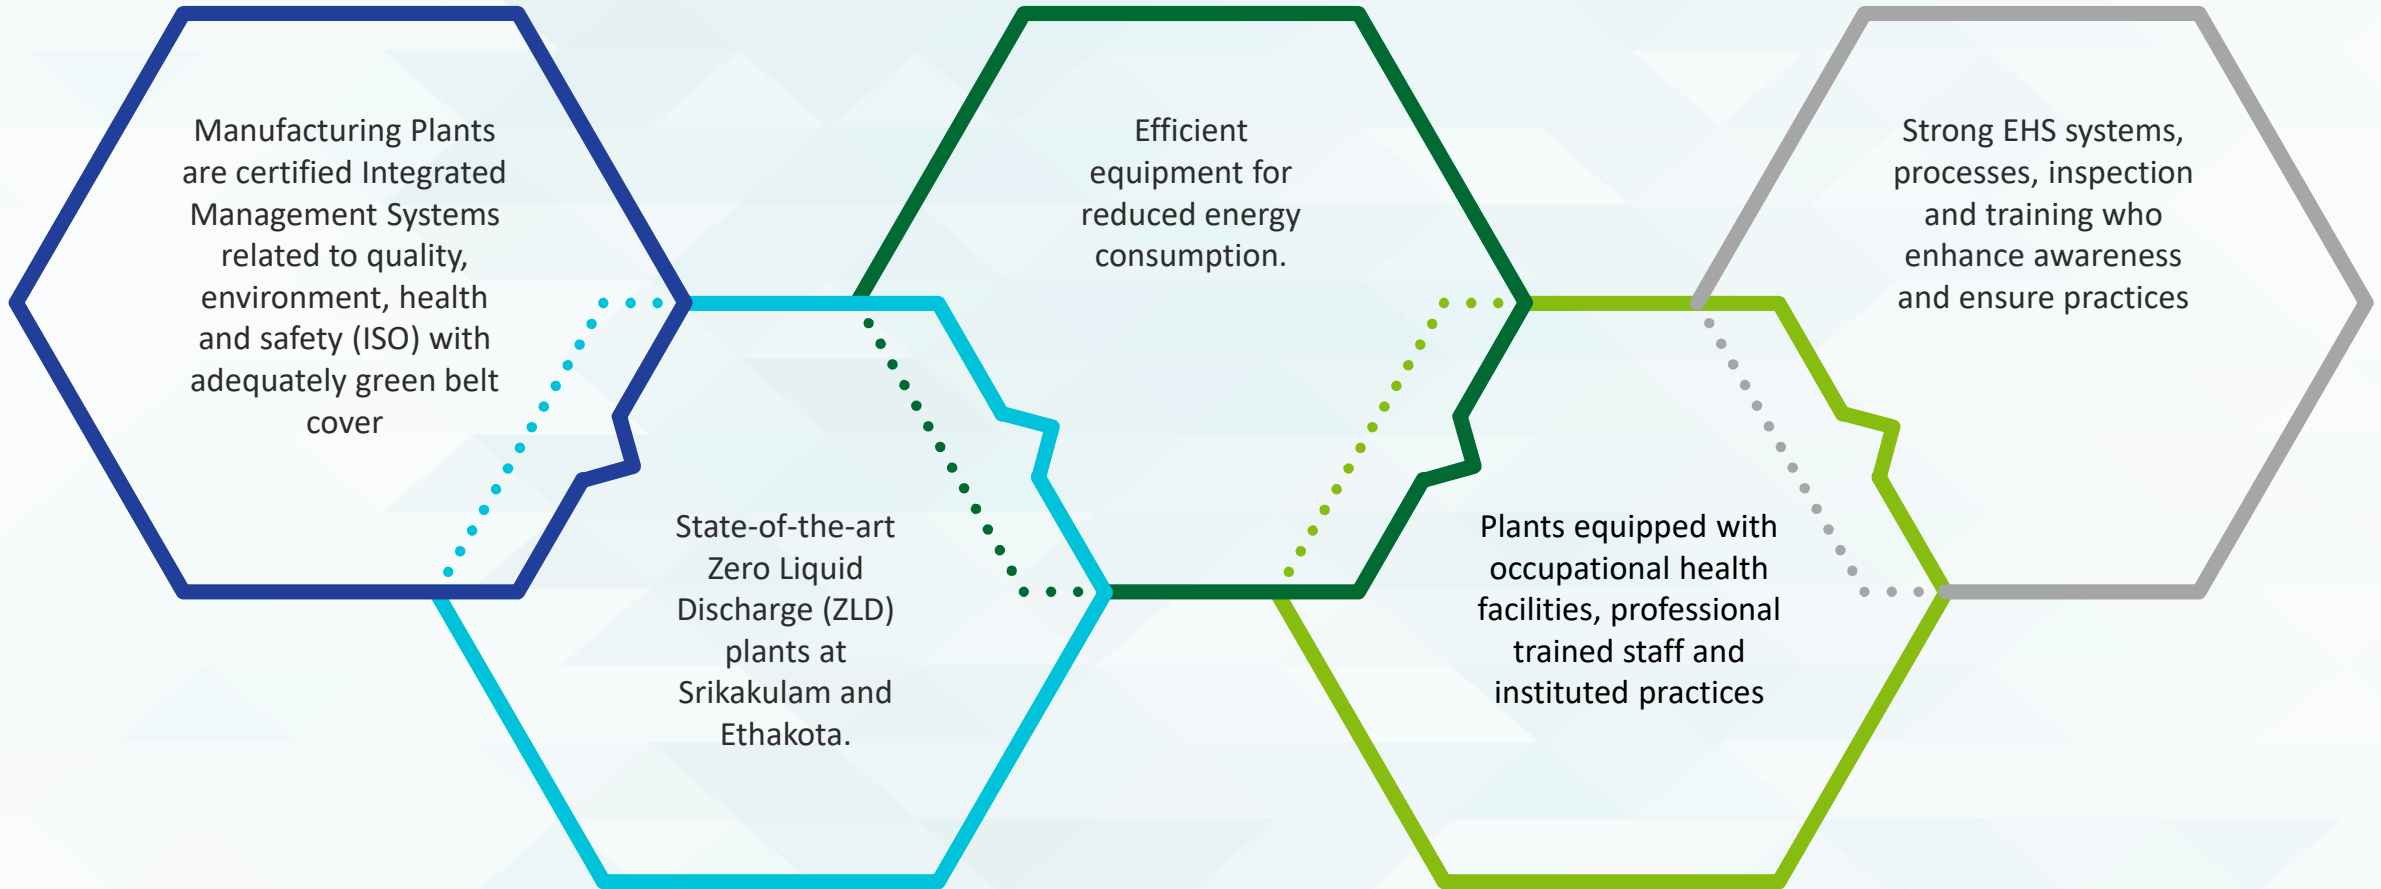 Manufacturing Plants
are certified Integrated
Management Systems
related to quality,
environment, health
and safety (ISO) with
adequately green belt
cover
State-of-the-art
Zero Liquid
Discharge (ZLD)
plants at
Srikakulam and
Ethakota.
Efficient
equipment for
reduced energy
consumption.
Plants equipped with
occupational health
facilities, professional
trained staff and
instituted practices
Strong EHS systems,
processes, inspection
and training who
enhance awareness
and ensure practices